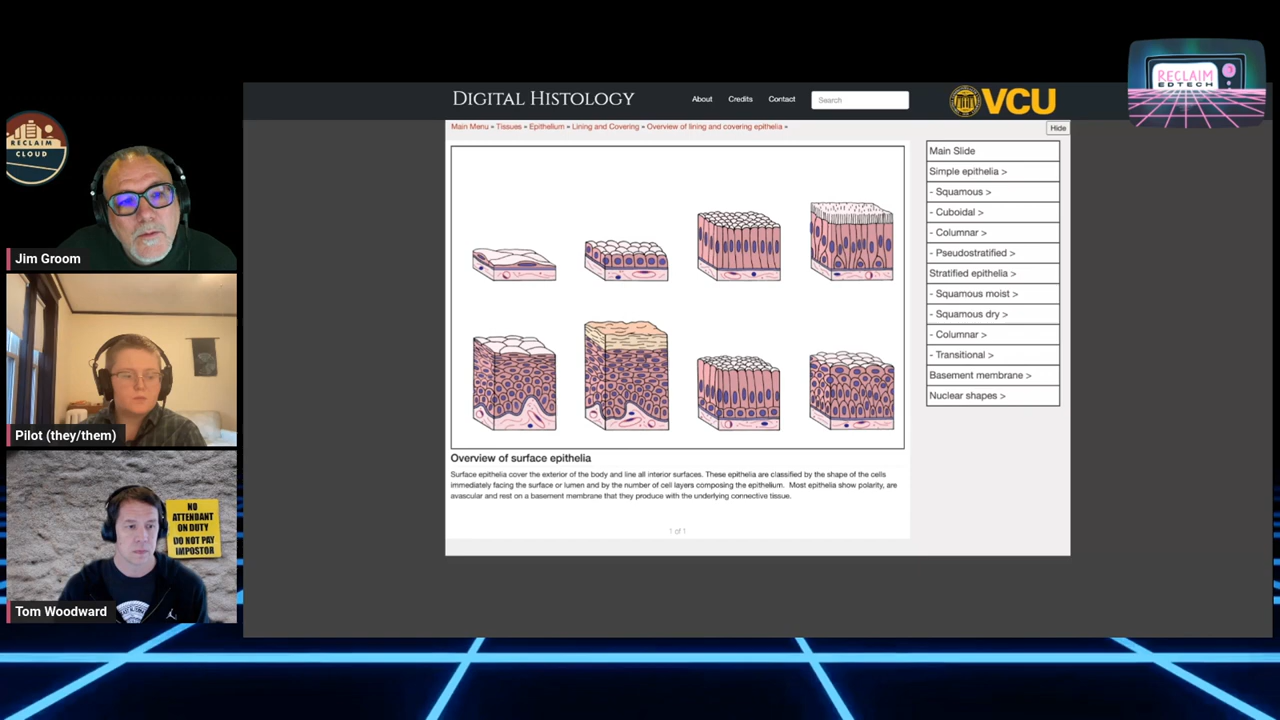 RECLAIM
CLOUD
Jim Groom
Pilot (they/them)
NO
ATTENDANT
ON DUTY
DO NOT PAY
IMPOSTOR
Tom Woodward
DIGITAL HISTOLOGY
About
Credits
Contact
Search
VCU
RECLAIM
EDTECH
Main Menu » Tissues » Epithelium » Lining and Covering » Overview of lining and covering epithelia »
Hide
Main Slide
Simple epithelia >
- Squamous >
- Cuboidal >
- Columnar >
- Pseudostratified >
Stratified epithelia >
- Squamous moist >
- Squamous dry >
- Columnar >
- Transitional >
Basement membrane >
Nuclear shapes >
Overview of surface epithelia
Surface epithelia cover the exterior of the body and line all interior surfaces. These epithelia are classified by the shape of the cells
immediately facing the surface or lumen and by the number of cell layers composing the epithelium. Most epithelia show polarity, are
avascular and rest on a basement membrane that they produce with the underlying connective tissue.
1 of 1